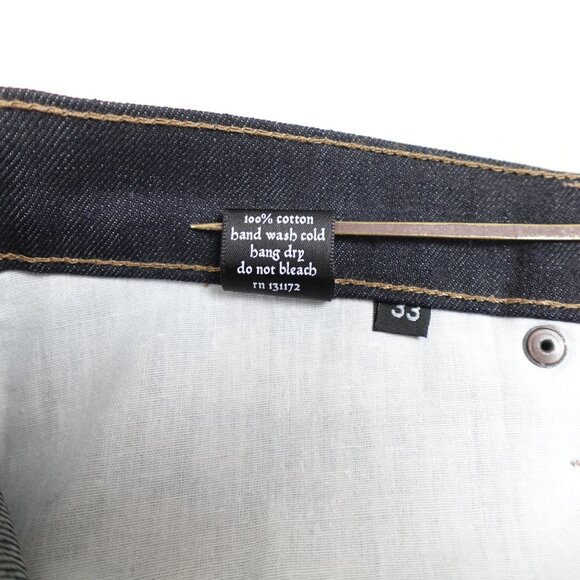 100% cotton
hand wash cold
hang dry
do not bleach
rn 131172
33